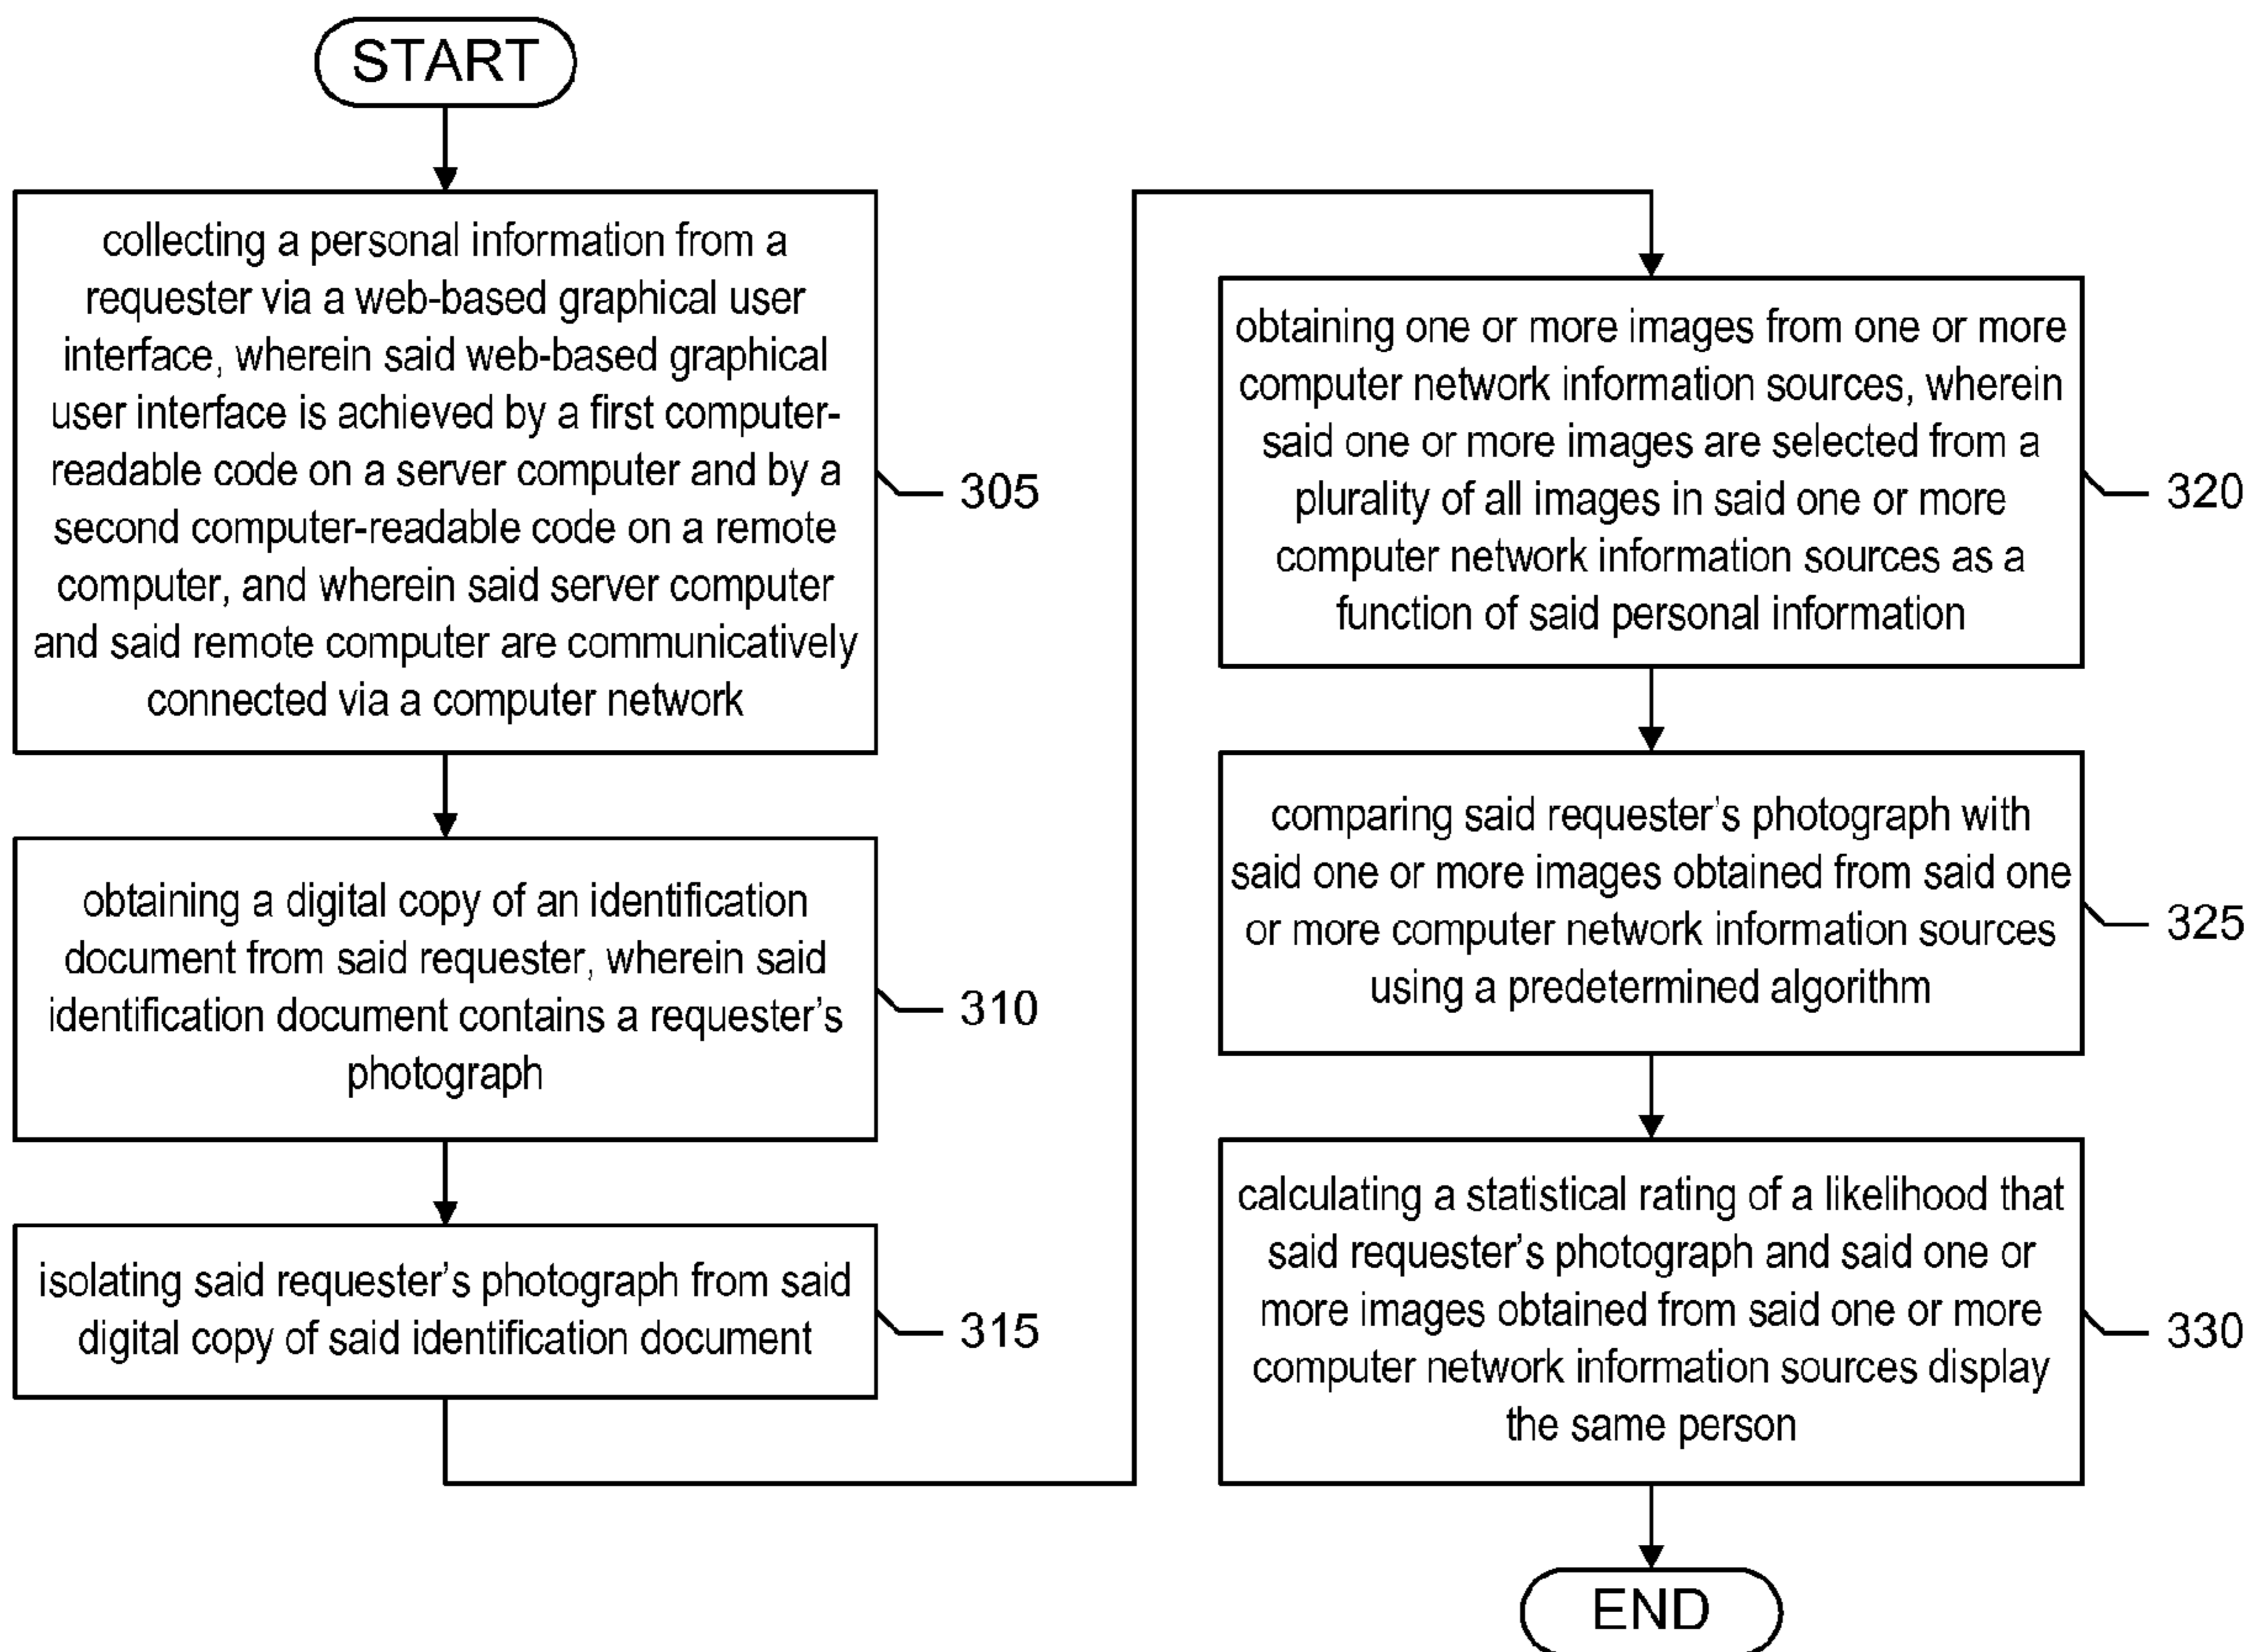 START
collecting a personal information from a
requester via a web-based graphical user
interface, wherein said web-based graphical
user interface is achieved by a first computer-
readable code on a server computer and by a
second computer-readable code on a remote
computer, and wherein said server computer
and said remote computer are communicatively
connected via a computer network
305
obtaining a digital copy of an identification
document from said requester, wherein said
identification document contains a requester’s
photograph
310
isolating said requester’s photograph from said
digital copy of said identification document
315
obtaining one or more images from one or more
computer network information sources, wherein
said one or more images are selected from a
plurality of all images in said one or more
computer network information sources as a
function of said personal information
320
comparing said requester’s photograph with
said one or more images obtained from said one
or more computer network information sources
using a predetermined algorithm
325
calculating a statistical rating of a likelihood that
said requester’s photograph and said one or
more images obtained from said one or more
computer network information sources display
the same person
330
END